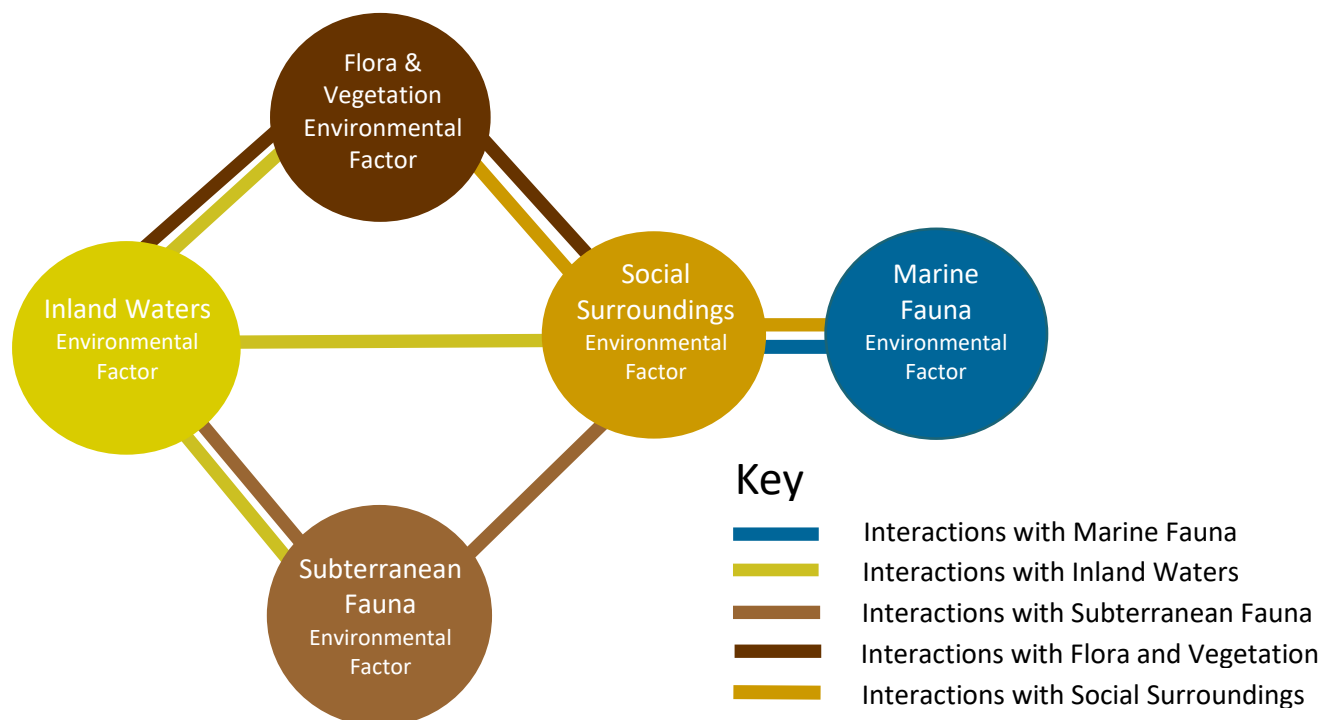 Flora &
Vegetation
Environmental
Factor
Inland Waters
Environmental
Factor
Social
Surroundings
Environmental
Factor
Marine
Fauna
Environmental
Factor
Subterranean
Fauna
Environmental
Factor
Key
Interactions with Marine Fauna
Interactions with Inland Waters
Interactions with Subterranean Fauna
Interactions with Flora and Vegetation
Interactions with Social Surroundings